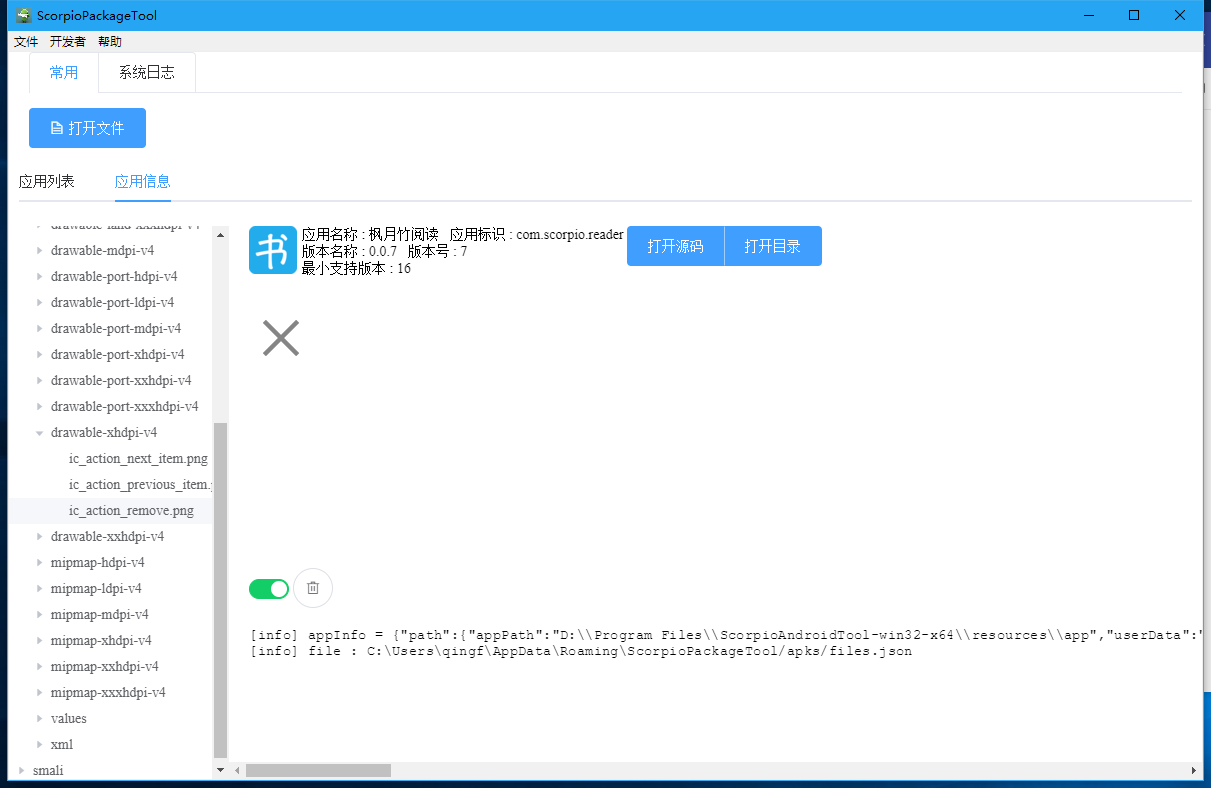 ScorpioPackageTool
文件 开发者 帮助
常用 系统日志
打开文件
应用列表 应用信息
drawable-land-xxxhdpi-v4
drawable-mdpi-v4
drawable-port-hdpi-v4
drawable-port-ldpi-v4
drawable-port-mdpi-v4
drawable-port-xhdpi-v4
drawable-port-xxhdpi-v4
drawable-port-xxxhdpi-v4
drawable-xhdpi-v4
ic_action_next_item.png
ic_action_previous_item.
ic_action_remove.png
drawable-xxhdpi-v4
mipmap-hdpi-v4
mipmap-ldpi-v4
mipmap-mdpi-v4
mipmap-xhdpi-v4
mipmap-xxhdpi-v4
mipmap-xxxhdpi-v4
values
xml
smali
书
应用名称 : 枫月竹阅读 应用标识 : com.scorpio.reader
版本名称 : 0.0.7 版本号 : 7
最小支持版本 : 16
打开源码 打开目录
[info] appInfo = {"path":{"appPath":"D:\\Program Files\\ScorpioAndroidTool-win32-x64\\resources\\app","userData":"
[info] file : C:\Users\qingf\AppData\Roaming\ScorpioPackageTool/apks/files.json